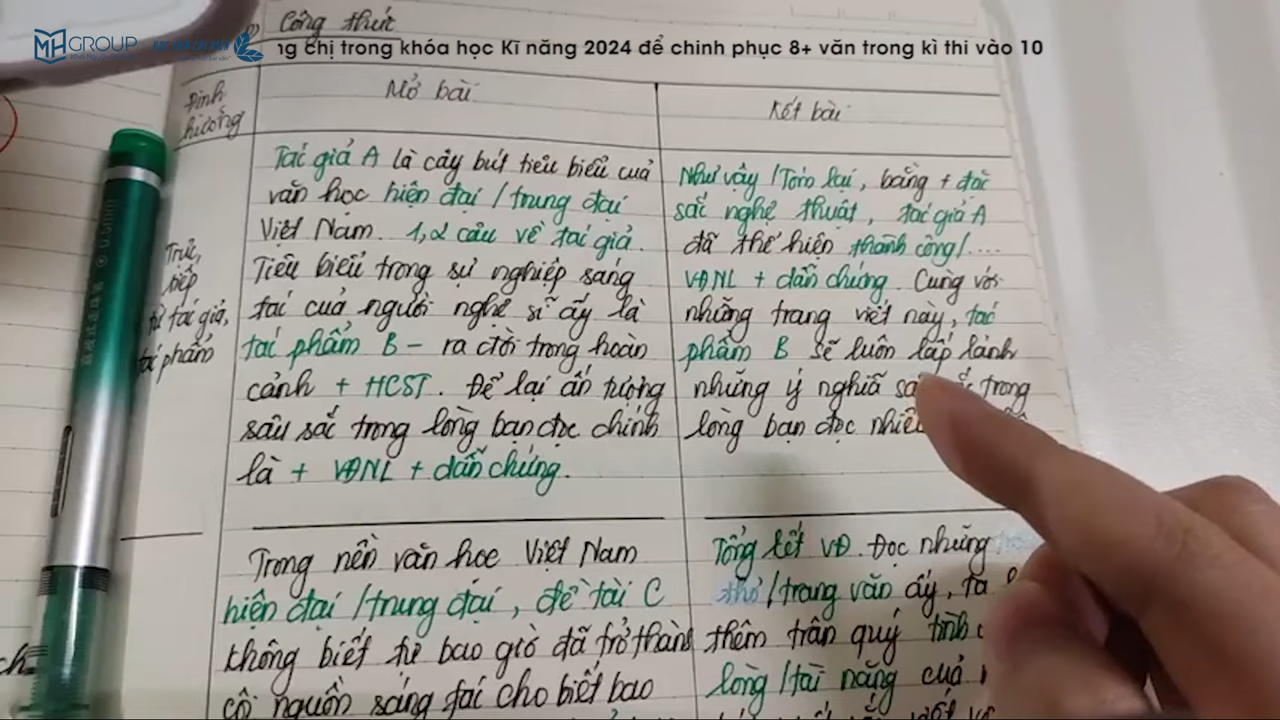 Công thức
MH GROUP
ng chị trong khóa học Kĩ năng 2024 để chinh phục 8+ văn trong kì thi vào 10
Định hướng
Mở bài
Kết bài
Trực tiếp từ tác giả, tác phẩm
Tác giả A là cây bút tiêu biểu của
văn học hiện đại / trung đại
Việt Nam. 1,2 câu về tác giả.
Tiêu biểu trong sự nghiệp sáng
tác của người nghệ sĩ ấy là
tác phẩm B – ra đời trong hoàn
cảnh + HCST. Để lại ấn tượng
sâu sắc trong lòng bạn đọc chính
là + VĐNL + dẫn chứng.
Như vậy / Tóm lại, bằng + đặc
sắc nghệ thuật, tác giả A
đã thể hiện thành công/....
VĐNL + dẫn chứng. Cùng với
những trang viết này, tác
phẩm B sẽ luôn lấp lánh
những ý nghĩa trong
lòng bạn đọc
Trong nền văn học Việt Nam
hiện đại / trung đại, đề tài C
không biết tự bao giờ đã trở thành
cội nguồn sáng tác cho biết bao
Tổng kết VĐ. Đọc những
thơ / trang văn ấy, ta
thêm trân quý
lòng / tài năng của